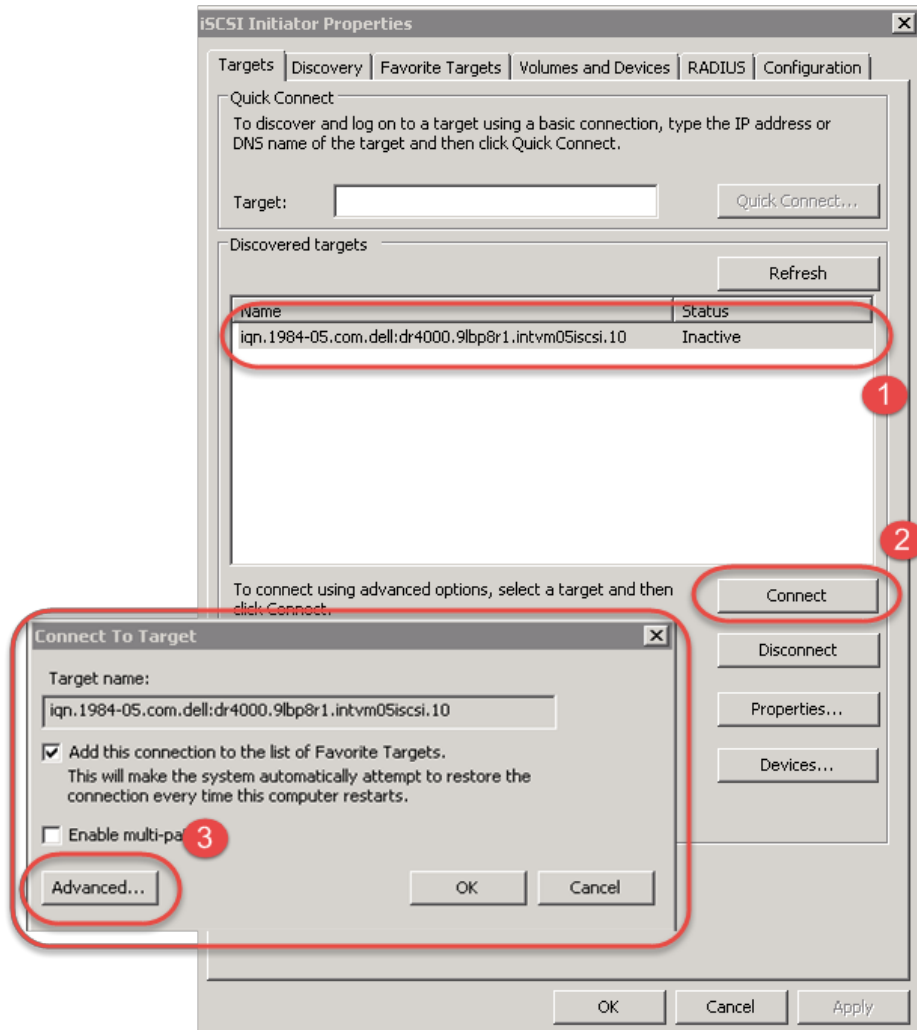 iSCSI Initiator Properties
Targets Discovery Favorite Targets Volumes and Devices RADIUS Configuration
Quick Connect
To discover and log on to a target using a basic connection, type the IP address or
DNS name of the target and then click Quick Connect.
Target:
Quick Connect...
Discovered targets
Refresh
Name Status
iqn.1984-05.com.dell:dr4000.9lbp8r1.intvm05iscsi.10 Inactive
1
2
To connect using advanced options, select a target and then
click Connect.
Connect
Connect To Target
Disconnect
Target name:
iqn.1984-05.com.dell:dr4000.9lbp8r1.intvm05iscsi.10
Properties...
Add this connection to the list of Favorite Targets.
This will make the system automatically attempt to restore the
connection every time this computer restarts.
Devices...
Enable multi-pa
3
Advanced...
OK
Cancel
OK
Cancel
Apply